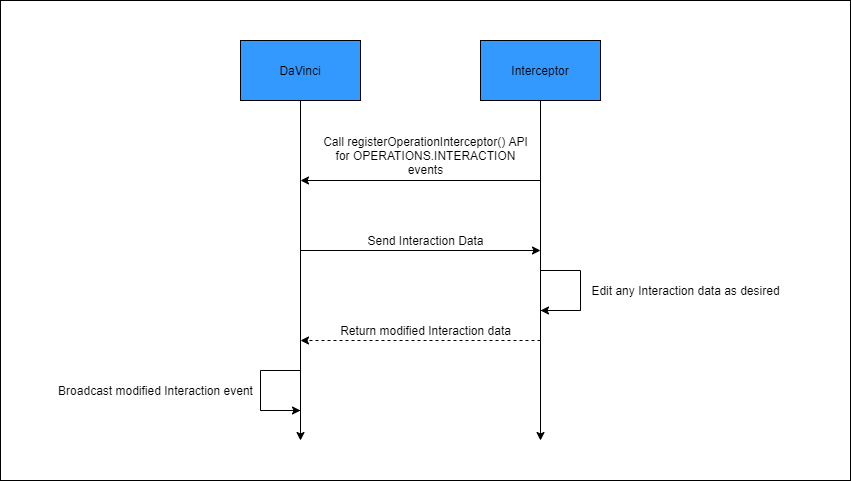 DaVinci
Interceptor
Call registerOperationInterceptor() API
for OPERATIONS.INTERACTION
events
Send Interaction Data
Edit any Interaction data as desired
Return modified Interaction data
Broadcast modified Interaction event